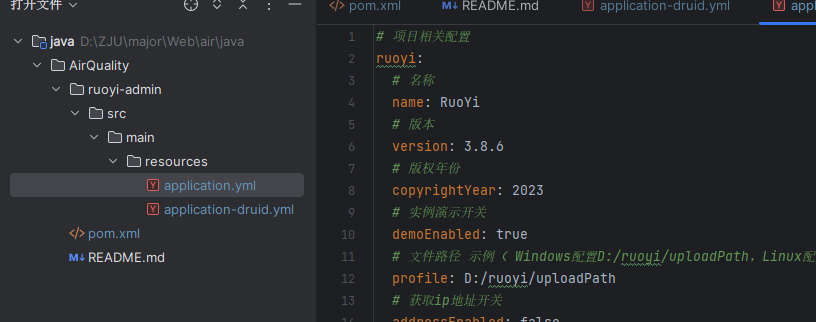 打开文件
java D:\ZJU\major\Web\air\java
AirQuality
ruoyi-admin
src
main
resources
application.yml
application-druid.yml
pom.xml
README.md
pom.xml README.md application-druid.yml
1 # 项目相关配置
2 ruoyi:
3 # 名称
4 name: RuoYi
5 # 版本
6 version: 3.8.6
7 # 版权年份
8 copyrightYear: 2023
9 # 实例演示开关
10 demoEnabled: true
11 # 文件路径 示例（ Windows配置D:/ruoyi/uploadPath，Linux配
12 profile: D:/ruoyi/uploadPath
13 # 获取ip地址开关
14 addressEnabled: false